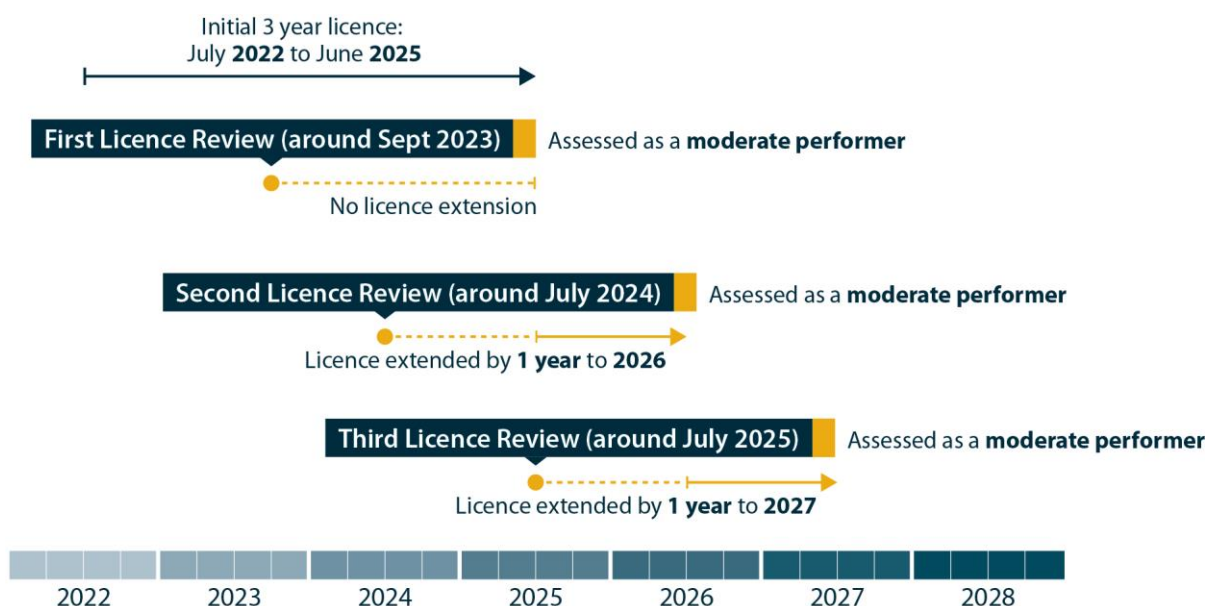 Initial 3 year licence:
July 2022 to June 2025
First Licence Review (around Sept 2023)
Assessed as a moderate performer
No licence extension
Second Licence Review (around July 2024)
Assessed as a moderate performer
Licence extended by 1 year to 2026
Third Licence Review (around July 2025)
Assessed as a moderate performer
Licence extended by 1 year to 2027
2022 2023 2024 2025 2026 2027 2028